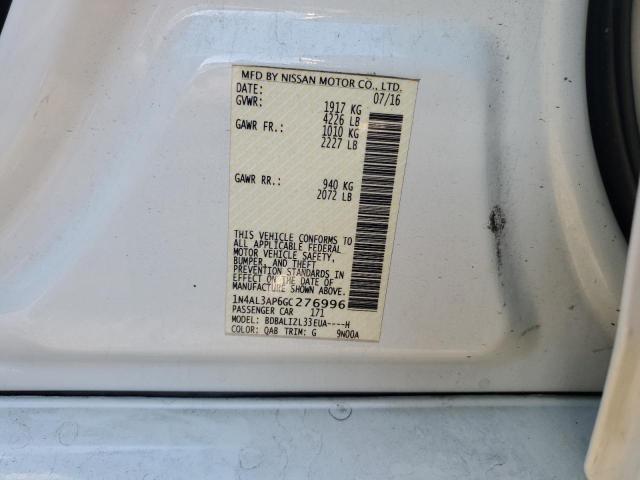 MFD BY NISSAN MOTOR CO., LTD.
DATE: 07/16
GVWR: 1917 KG
4226 LB
GAWR FR.: 1010 KG
2227 LB
GAWR RR.: 940 KG
2072 LB
THIS VEHICLE CONFORMS TO
ALL APPLICABLE FEDERAL
MOTOR VEHICLE SAFETY,
BUMPER, AND THEFT
PREVENTION STANDARDS IN
EFFECT ON THE DATE OF
MANUFACTURE SHOWN ABOVE.
1N4AL3AP6GC276996
PASSENGER CAR 171
MODEL: BDBALIZL33EUA----H
COLOR: QAB TRIM: G 9N00A